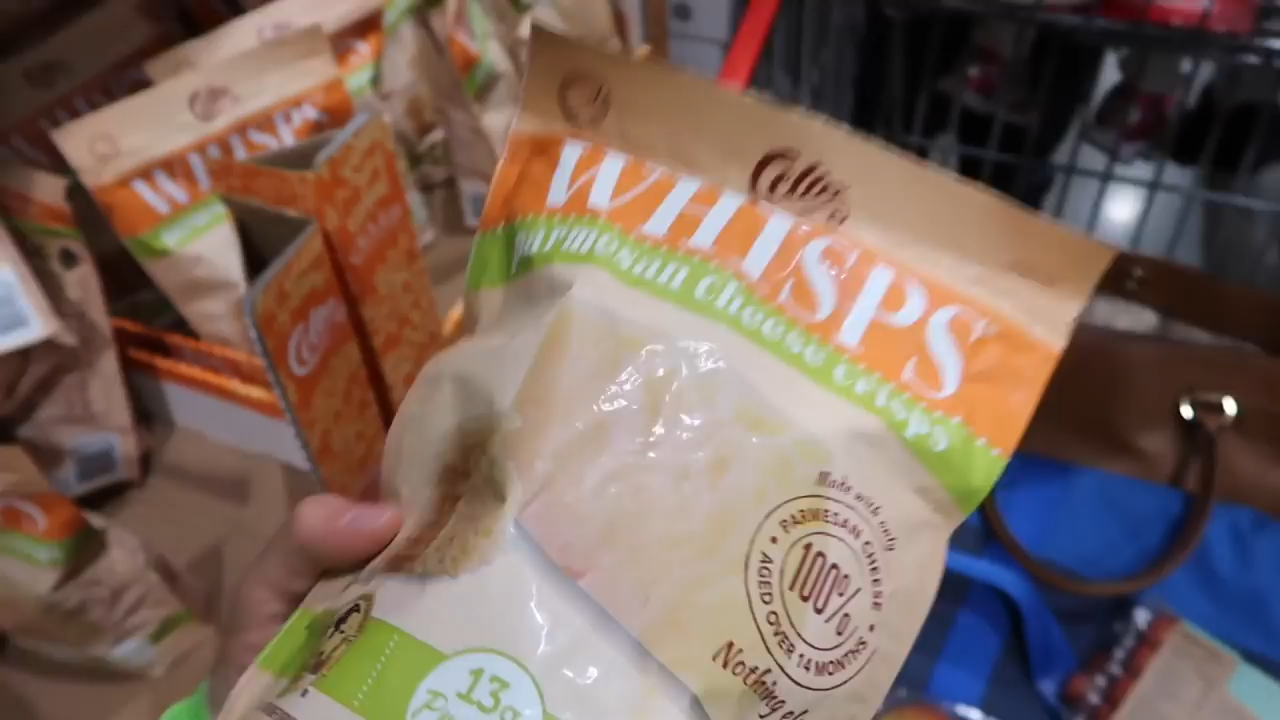 WHISPS
WHISPS
parmesan cheese crisps
Made with only
PARMESAN CHEESE
100%
AGED OVER 14 MONTHS
Nothing
13g